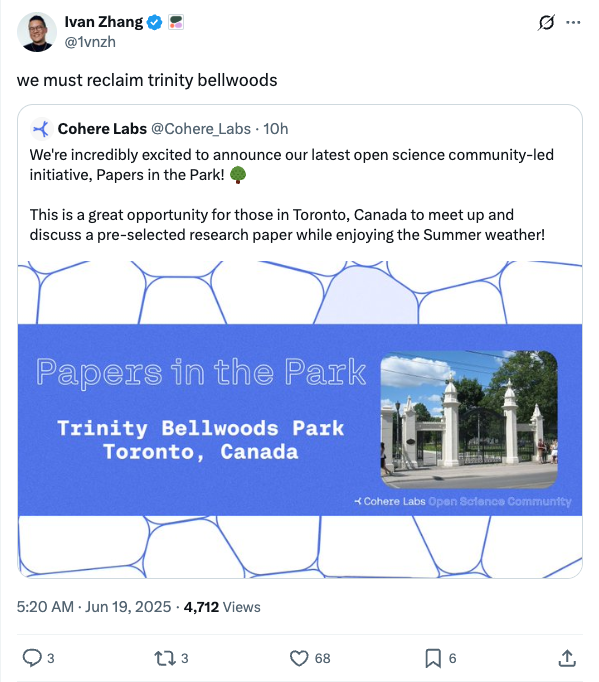 Ivan Zhang
@1vnzh
we must reclaim trinity bellwoods
Cohere Labs @Cohere_Labs · 10h
We're incredibly excited to announce our latest open science community-led
initiative, Papers in the Park! 🌳
This is a great opportunity for those in Toronto, Canada to meet up and
discuss a pre-selected research paper while enjoying the Summer weather!
Papers in the Park
Trinity Bellwoods Park
Toronto, Canada
Cohere Labs Open Science Community
5:20 AM · Jun 19, 2025 · 4,712 Views
3
3
68
6